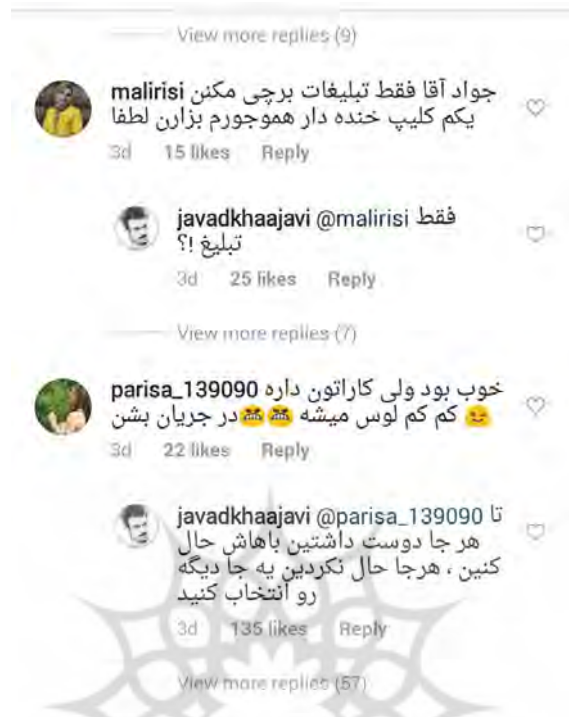 View more replies (9)
malirisi جواد آقا فقط تبلیغات برچی مکنن
یکم کلیپ خنده دار هموجورم بزارن لطفا
3d 15 likes Reply
javadkhaajavi @malirisi فقط
تبلیغ !؟
3d 25 likes Reply
View more replies (7)
parisa_139090 خوب بود ولی کاراتون داره
کم کم لوس میشه 😬😬در جریان بشن 😉
3d 22 likes Reply
javadkhaajavi @parisa_139090 تا
هر جا دوست داشتین باهاش حال
کنین ، هرجا حال نکردین یه جا دیگه
رو انتخاب کنید
3d 135 likes Reply
View more replies (57)